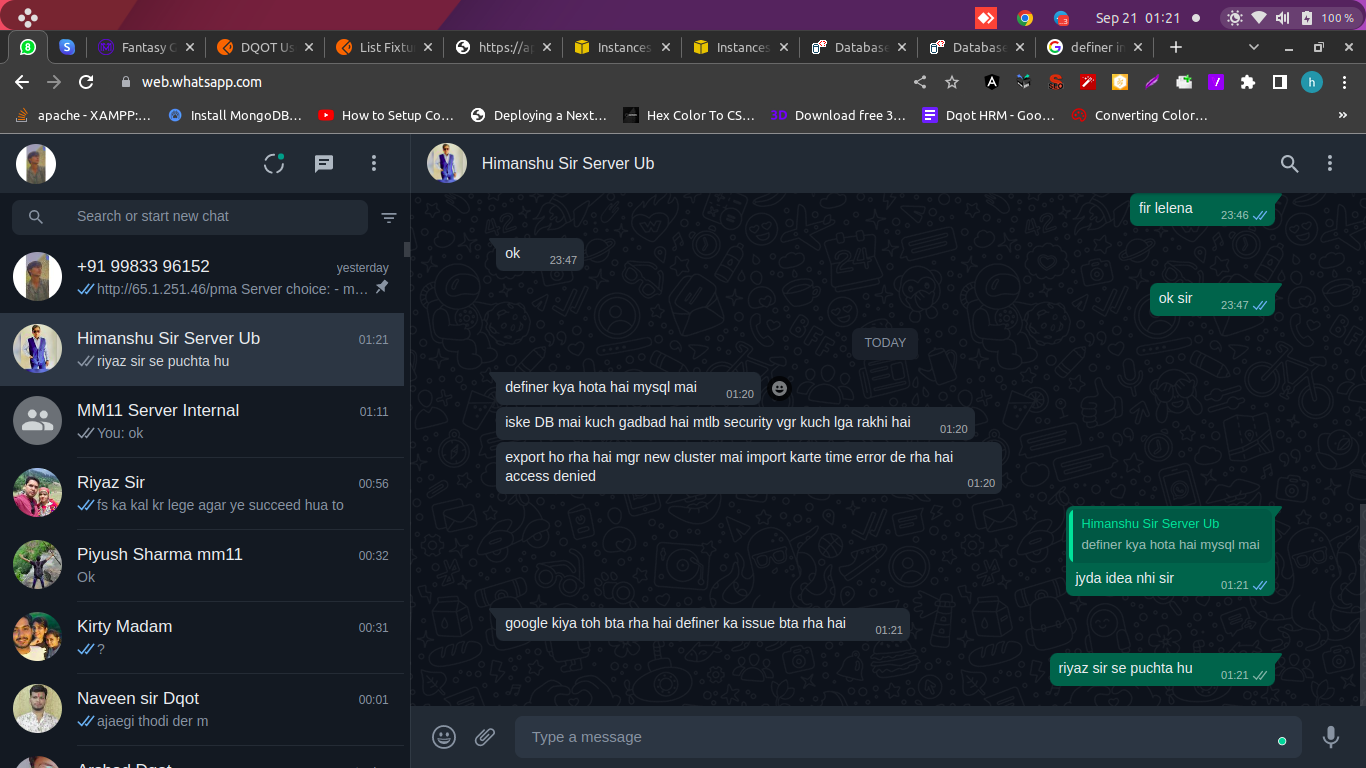 Sep 21 01:21
100 %
8
S
Fantasy C
DQOT Us
List Fixtu
https://ap
Instances
Instances
Database
Database
definer in
web.whatsapp.com
h
apache - XAMPP:...
Install MongoDB...
How to Setup Co...
Deploying a Next...
Hex Color To CS...
3D
Download free 3...
Dqot HRM - Goo...
Converting Color...
»
Search or start new chat
+91 99833 96152
yesterday
http://65.1.251.46/pma Server choice: - m...
Himanshu Sir Server Ub
01:21
riyaz sir se puchta hu
MM11 Server Internal
01:11
You: ok
Riyaz Sir
00:56
fs ka kal kr lege agar ye succeed hua to
Piyush Sharma mm11
00:32
Ok
Kirty Madam
00:31
?
Naveen sir Dqot
00:01
ajaegi thodi der m
Himanshu Sir Server Ub
fir lelena
23:46
ok
23:47
ok sir
23:47
TODAY
definer kya hota hai mysql mai
01:20
iske DB mai kuch gadbad hai mtlb security vgr kuch lga rakhi hai
01:20
export ho rha hai mgr new cluster mai import karte time error de rha hai
access denied
01:20
Himanshu Sir Server Ub
definer kya hota hai mysql mai
jyda idea nhi sir
01:21
google kiya toh bta rha hai definer ka issue bta rha hai
01:21
riyaz sir se puchta hu
01:21
Type a message